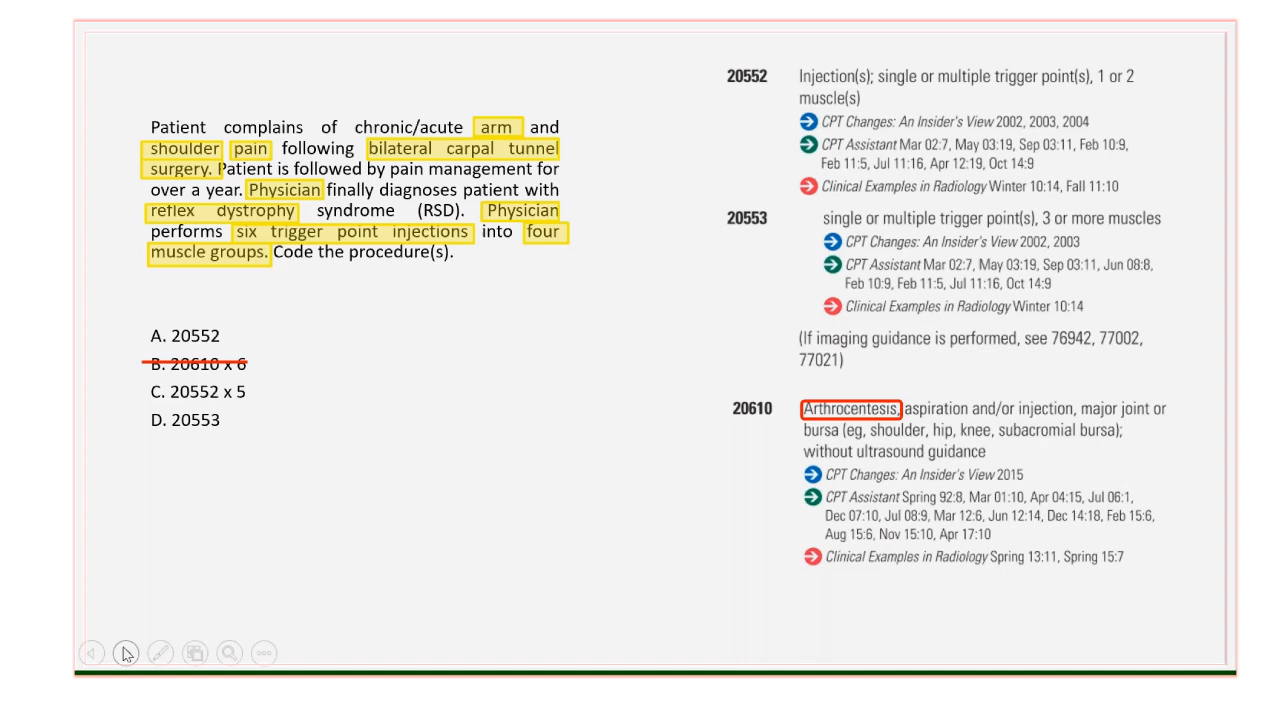 Patient complains of chronic/acute arm and
shoulder pain following bilateral carpal tunnel
surgery. Patient is followed by pain management for
over a year. Physician finally diagnoses patient with
reflex dystrophy syndrome (RSD). Physician
performs six trigger point injections into four
muscle groups. Code the procedure(s).
A. 20552
B. 20610 x 6
C. 20552 x 5
D. 20553
20552 Injection(s); single or multiple trigger point(s), 1 or 2
muscle(s)
CPT Changes: An Insider's View 2002, 2003, 2004
CPT Assistant Mar 02:7, May 03:19, Sep 03:11, Feb 10:9,
Feb 11:5, Jul 11:16, Apr 12:19, Oct 14:9
Clinical Examples in Radiology Winter 10:14, Fall 11:10
20553 single or multiple trigger point(s), 3 or more muscles
CPT Changes: An Insider's View 2002, 2003
CPT Assistant Mar 02:7, May 03:19, Sep 03:11, Jun 08:8,
Feb 10:9, Feb 11:5, Jul 11:16, Oct 14:9
Clinical Examples in Radiology Winter 10:14
(If imaging guidance is performed, see 76942, 77002,
77021)
20610 Arthrocentesis, aspiration and/or injection, major joint or
bursa (eg, shoulder, hip, knee, subacromial bursa);
without ultrasound guidance
CPT Changes: An Insider's View 2015
CPT Assistant Spring 92:8, Mar 01:10, Apr 04:15, Jul 06:1,
Dec 07:10, Jul 08:9, Mar 12:6, Jun 12:14, Dec 14:18, Feb 15:6,
Aug 15:6, Nov 15:10, Apr 17:10
Clinical Examples in Radiology Spring 13:11, Spring 15:7